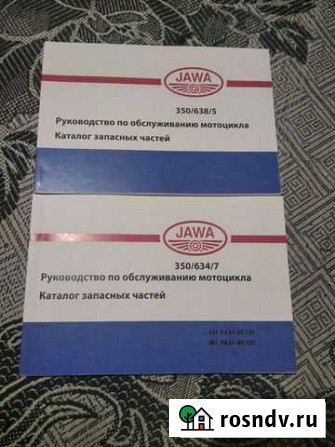 JAWA
350/638/5
Руководство по обслуживанию мотоцикла
Каталог запасных частей
JAWA
350/634/7
Руководство по обслуживанию мотоцикла
Каталог запасных частей
rosndv.ru